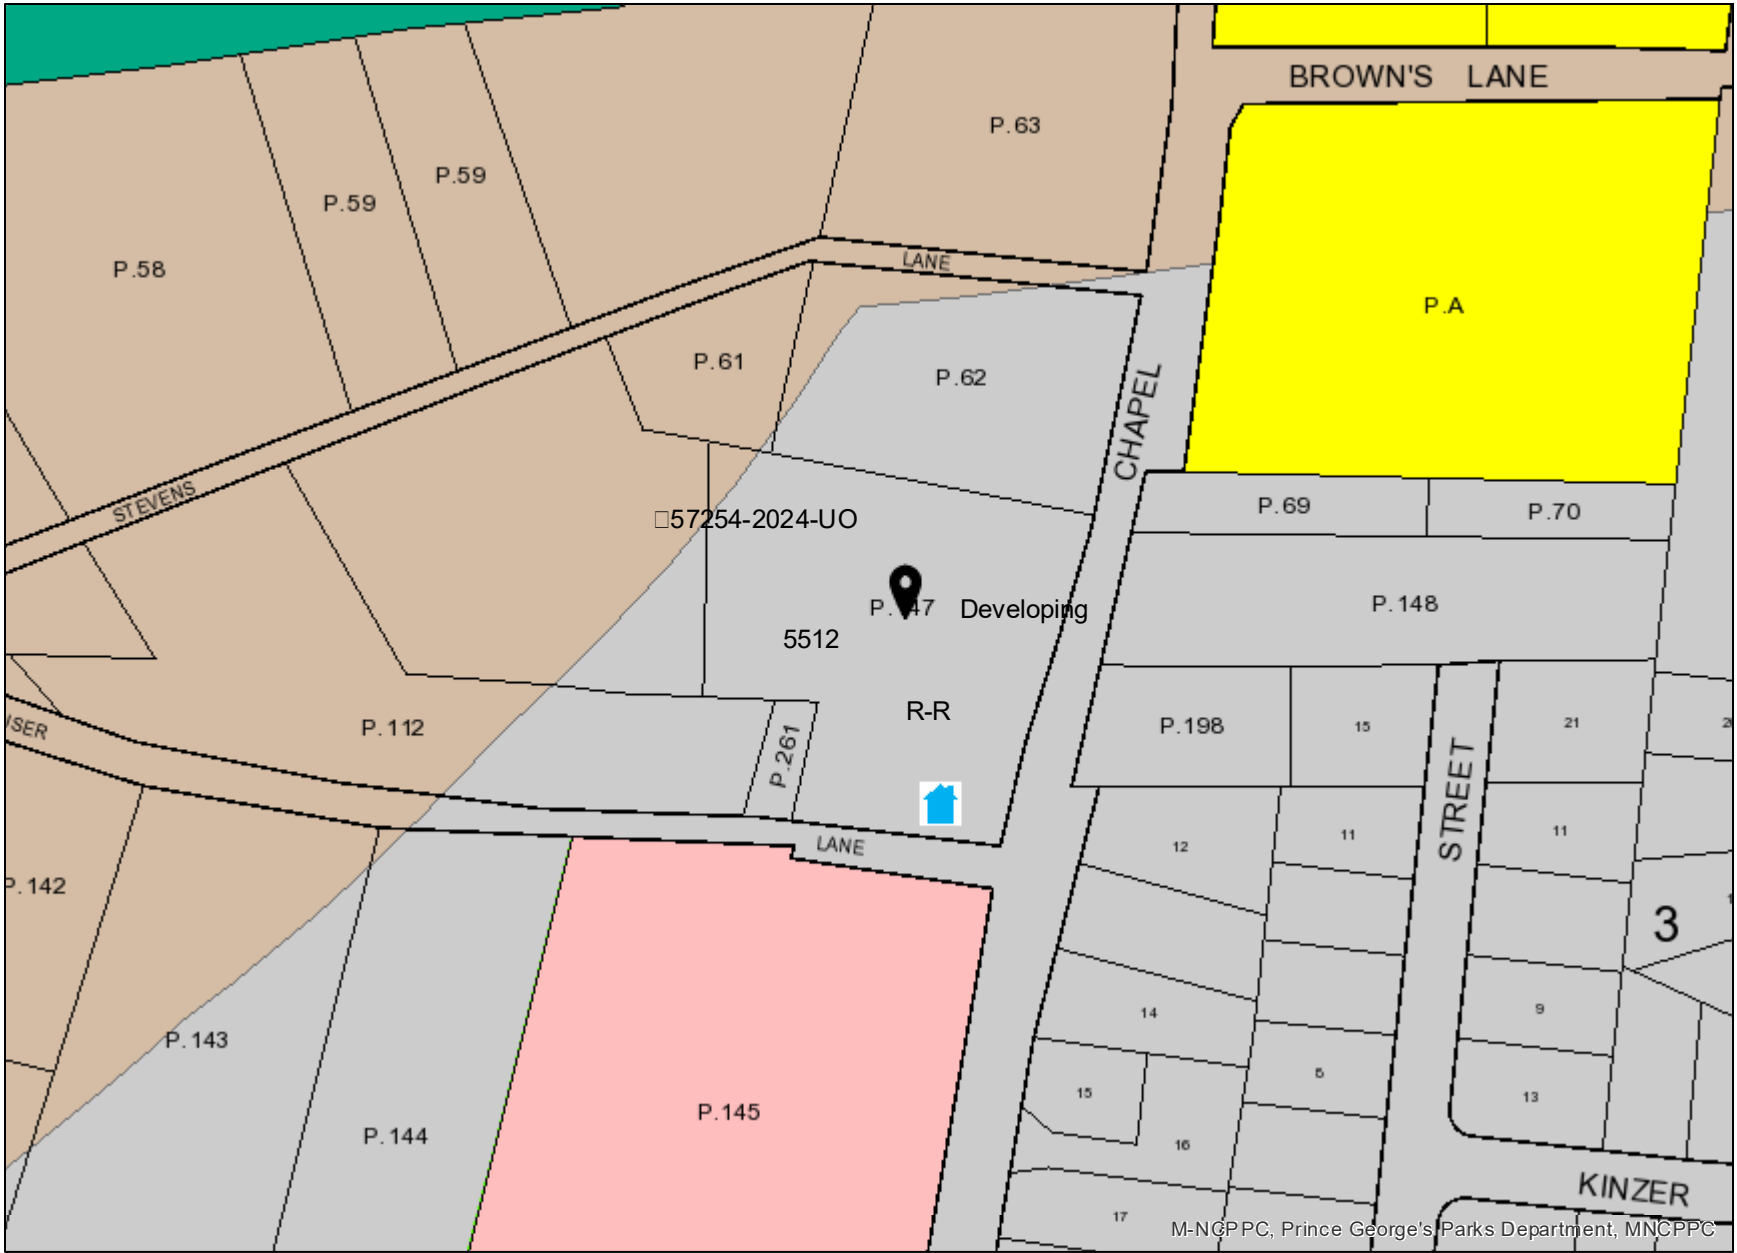 BROWN'S LANE
P.63
P.59
P.59
P.58
LANE
P.A
P.61
P.62
CHAPEL
STEVENS
P.69
P.70
57254-2024-UO
P.148
Developing
5512
R-R
P.112
P.261
P.198
15
21
STREET
12
11
11
LANE
P.142
3
9
14
15
13
P.143
P.144
P.145
16
17
KINZER
M-NCPPC, Prince George's Parks Department, MNCPPC